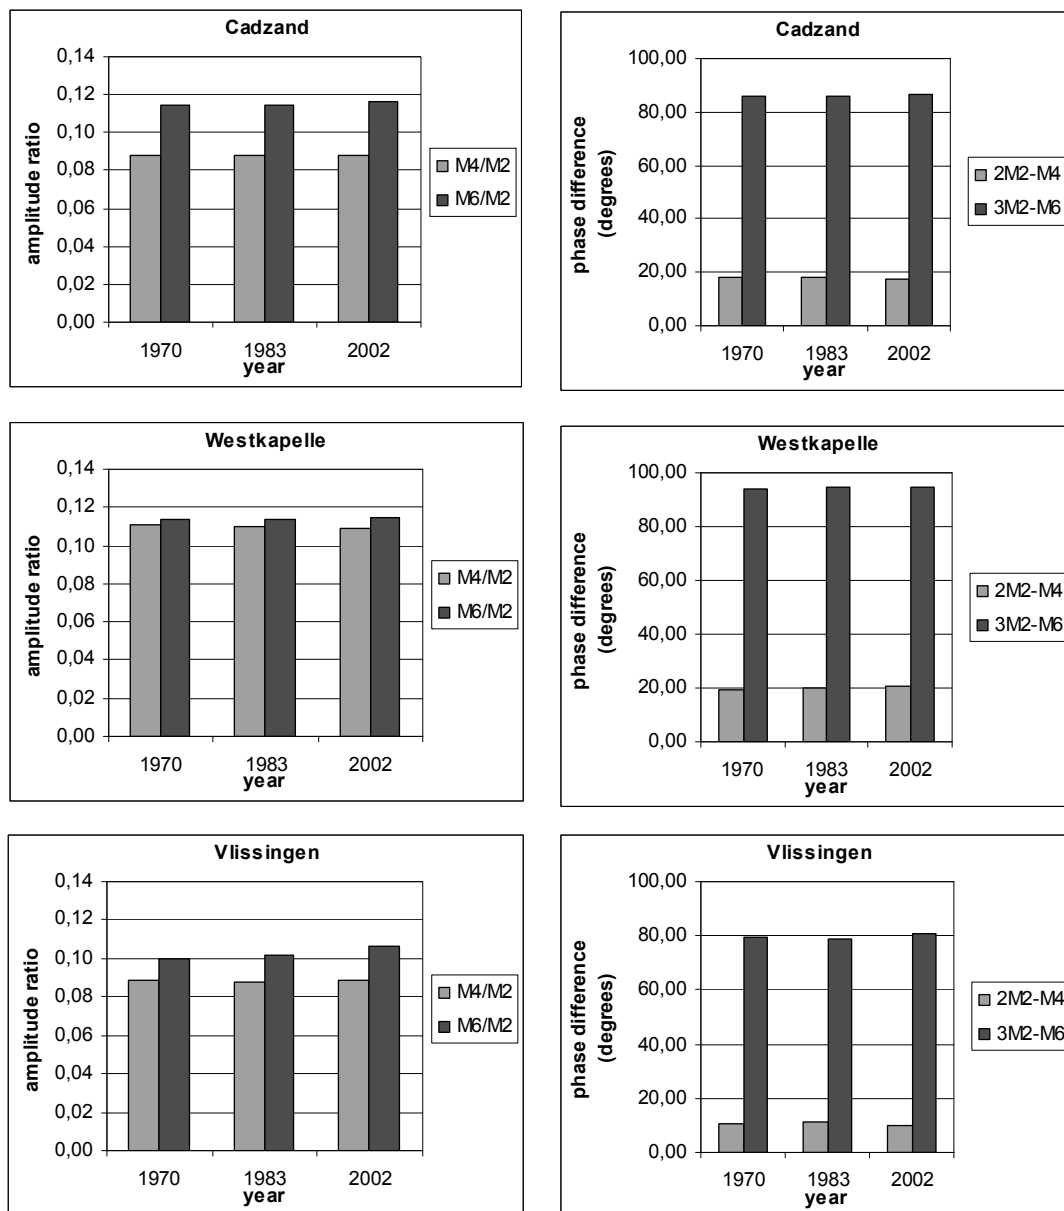 Cadzand
0,14
0,12
0,10
0,08
0,06
0,04
0,02
0,00
amplitude ratio
1970 1983 2002
year
M4/M2
M6/M2
Cadzand
100,00
80,00
60,00
40,00
20,00
0,00
phase difference
(degrees)
1970 1983 2002
year
2M2-M4
3M2-M6
Westkapelle
0,14
0,12
0,10
0,08
0,06
0,04
0,02
0,00
amplitude ratio
1970 1983 2002
year
M4/M2
M6/M2
Westkapelle
100,00
80,00
60,00
40,00
20,00
0,00
phase difference
(degrees)
1970 1983 2002
year
2M2-M4
3M2-M6
Vlissingen
0,14
0,12
0,10
0,08
0,06
0,04
0,02
0,00
amplitude ratio
1970 1983 2002
year
M4/M2
M6/M2
Vlissingen
100,00
80,00
60,00
40,00
20,00
0,00
phase difference
(degrees)
1970 1983 2002
year
2M2-M4
3M2-M6